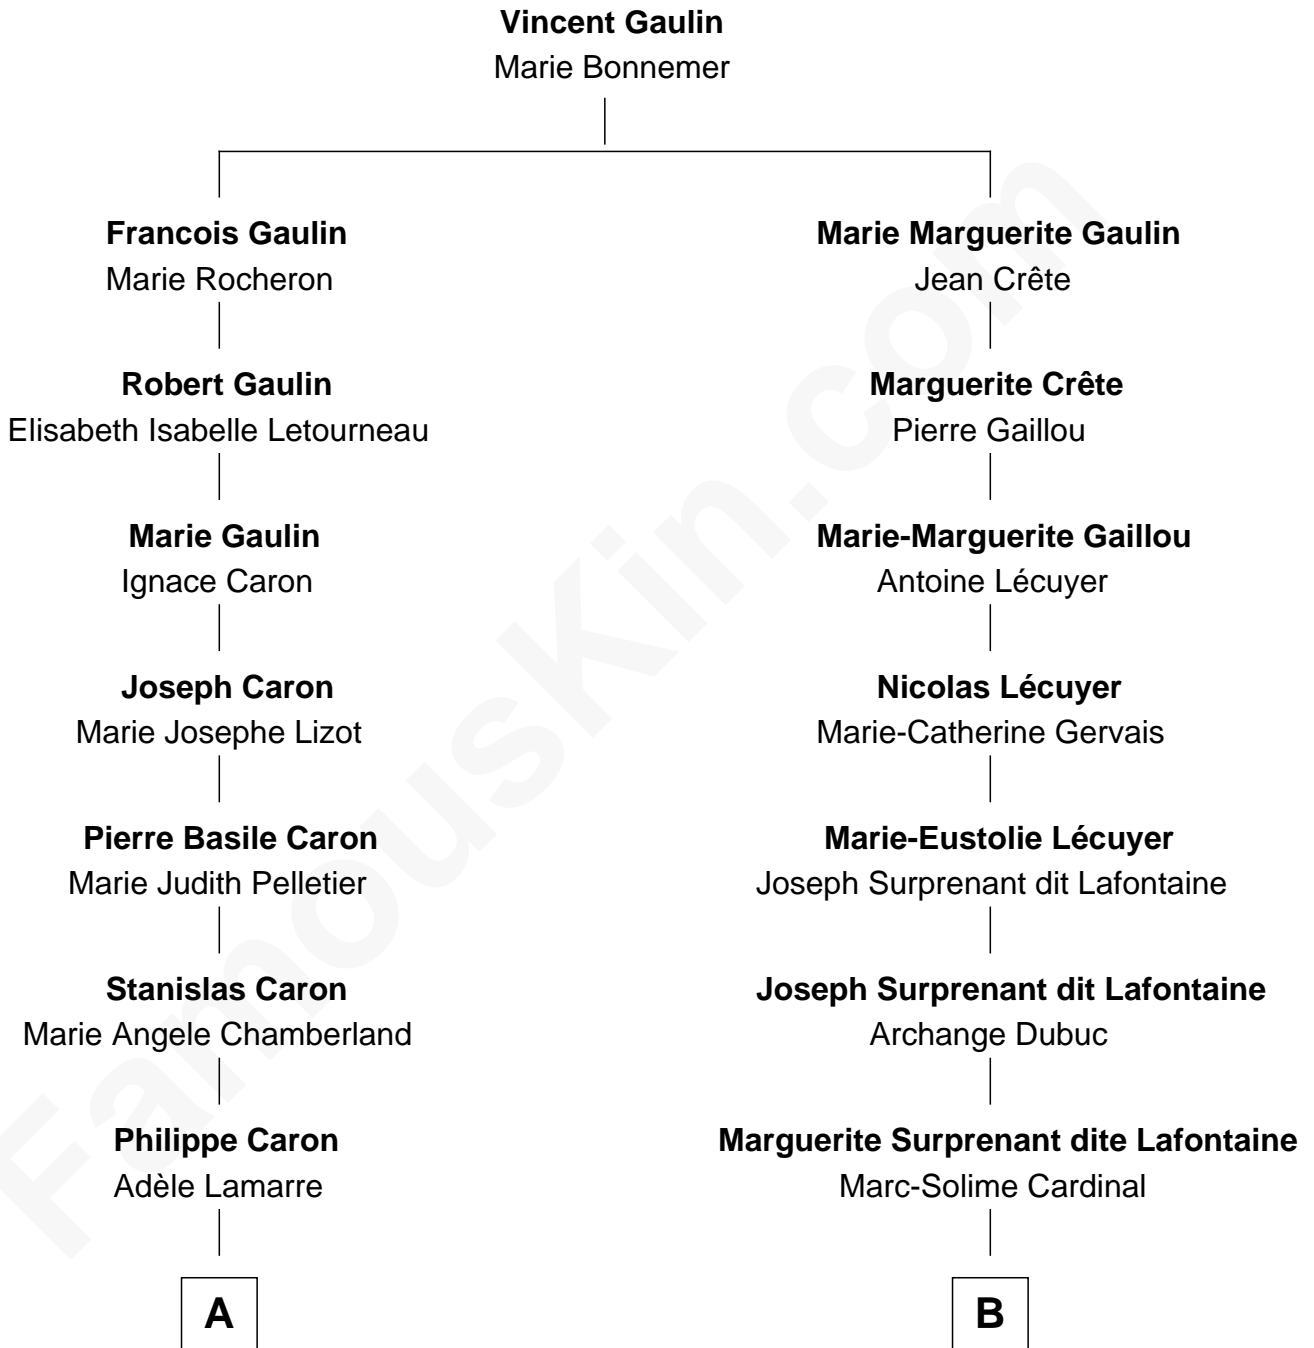 Vincent Gaulin
Marie Bonnemer
Francois Gaulin
Marie Rocheron
Marie Marguerite Gaulin
Jean Crête
Robert Gaulin
Elisabeth Isabelle Letourneau
Marguerite Crête
Pierre Gaillou
Marie Gaulin
Ignace Caron
Marie-Marguerite Gaillou
Antoine Lécuyer
Joseph Caron
Marie Josephe Lizot
Nicolas Lécuyer
Marie-Catherine Gervais
Pierre Basile Caron
Marie Judith Pelletier
Marie-Eustolie Lécuyer
Joseph Surprenant dit Lafontaine
Stanislas Caron
Marie Angele Chamberland
Joseph Surprenant dit Lafontaine
Archange Dubuc
Philippe Caron
Adèle Lamarre
Marguerite Surprenant dite Lafontaine
Marc-Solime Cardinal
A
B
FamousKin.com